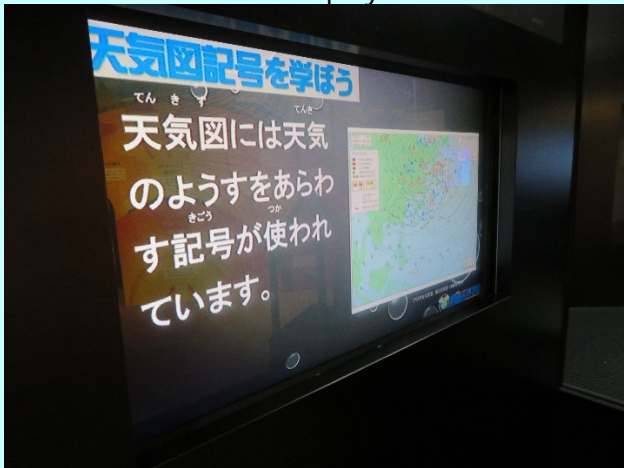 天気図記号を学ぼう
てんきず てんき
天気図には天気
のようすをあらわ
きごう つか
す記号が使われ
ています。